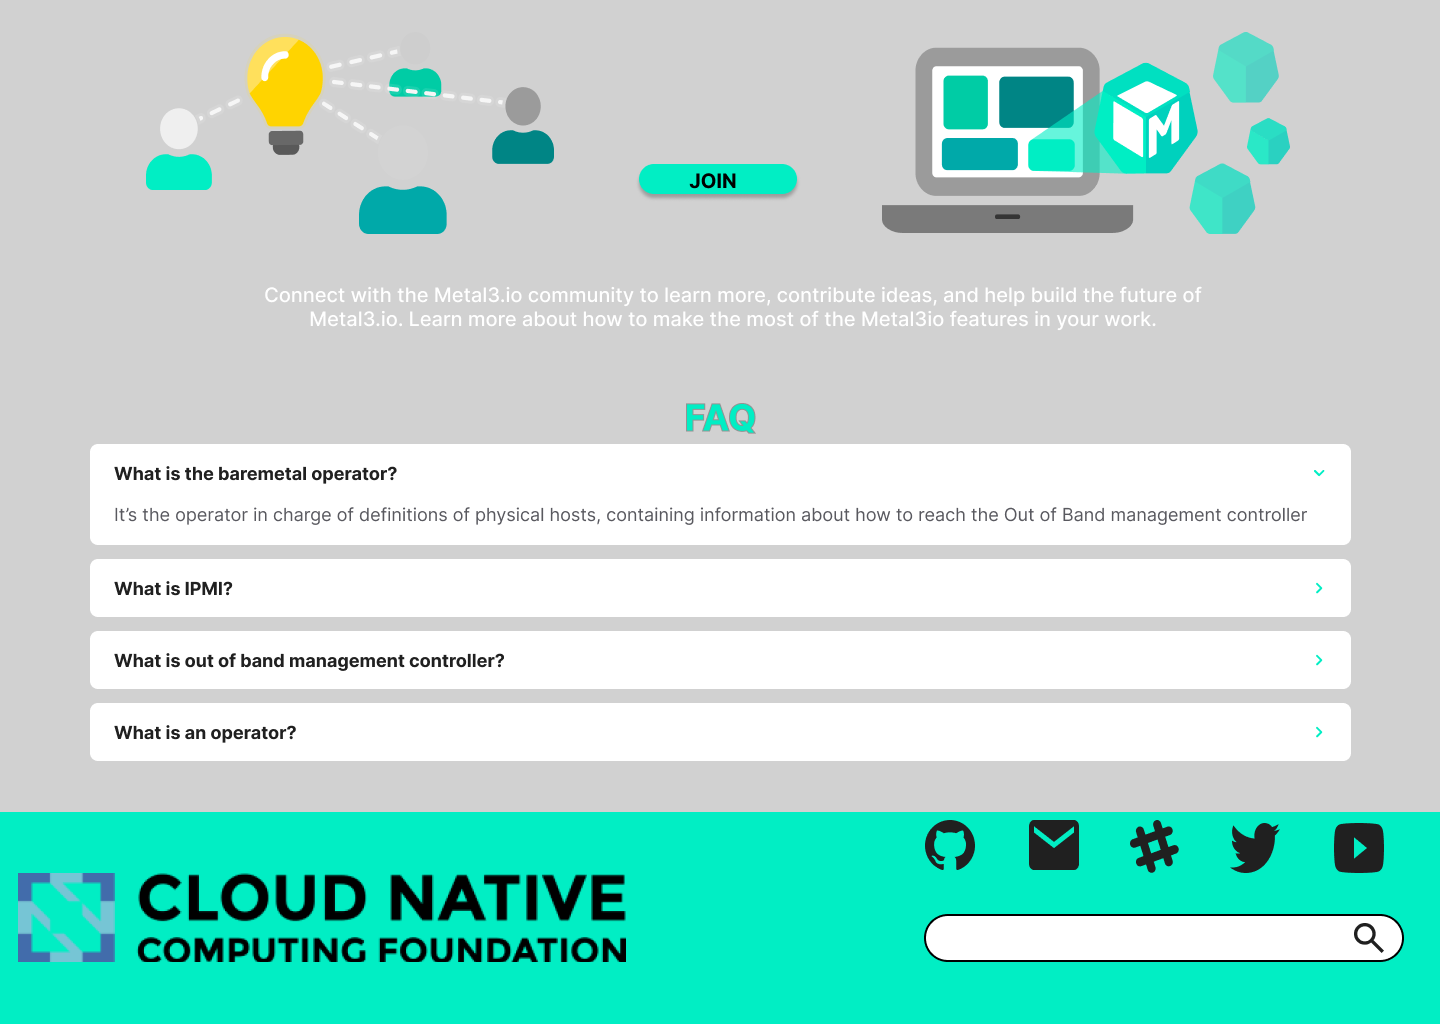 JOIN
M
Connect with the Metal3.io community to learn more, contribute ideas, and help build the future of
Metal3.io. Learn more about how to make the most of the Metal3io features in your work.
FAQ
What is the baremetal operator?
It’s the operator in charge of definitions of physical hosts, containing information about how to reach the Out of Band management controller
What is IPMI?
What is out of band management controller?
What is an operator?
CLOUD NATIVE
COMPUTING FOUNDATION